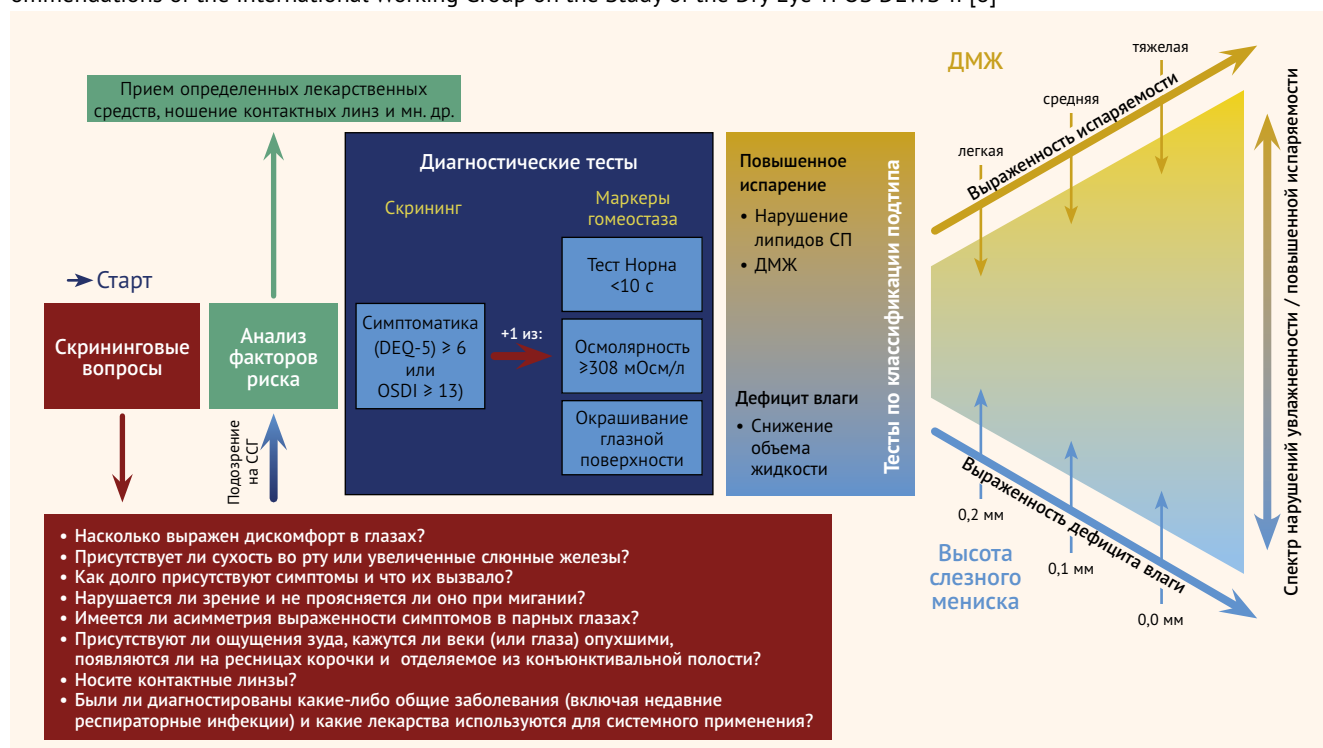 ommendations of the International Working Group on the Study of the Dry Eye
Прием определенных лекарственных
средств, ношение контактных линз и мн. др.
Старт
Скрининговые
вопросы
Анализ
факторов
риска
Подозрение
на ССГ
Диагностические тесты
Скрининг
Симптоматика
(DEQ-5) ⩾ 6
или
OSDI ⩾ 13)
+1 из:
Маркеры
гомеостаза
Тест Норна
<10 с
Осмолярность
⩾308 мОсм/л
Окрашивание
глазной
поверхности
Повышенное
испарение
• Нарушение
липидов СП
• ДМЖ
Дефицит влаги
• Снижение
объема
жидкости
Тесты по классификации подтипа
ДМЖ
легкая
средняя
тяжелая
Выраженность испаряемости
Выраженность дефицита влаги
0,2 мм
0,1 мм
0,0 мм
Высота
слезного
мениска
Спектр нарушений увлажненности / повышенной испаряемости
• Насколько выражен дискомфорт в глазах?
• Присутствует ли сухость во рту или увеличенные слюнные железы?
• Как долго присутствуют симптомы и что их вызвало?
• Нарушается ли зрение и не проясняется ли оно при мигании?
• Имеется ли асимметрия выраженности симптомов в парных глазах?
• Присутствуют ли ощущения зуда, кажутся ли веки (или глаза) опухшими,
появляются ли на ресницах корочки и отделяемое из конъюнктивальной полости?
• Носите контактные линзы?
• Были ли диагностированы какие-либо общие заболевания (включая недавние
респираторные инфекции) и какие лекарства используются для системного применения?